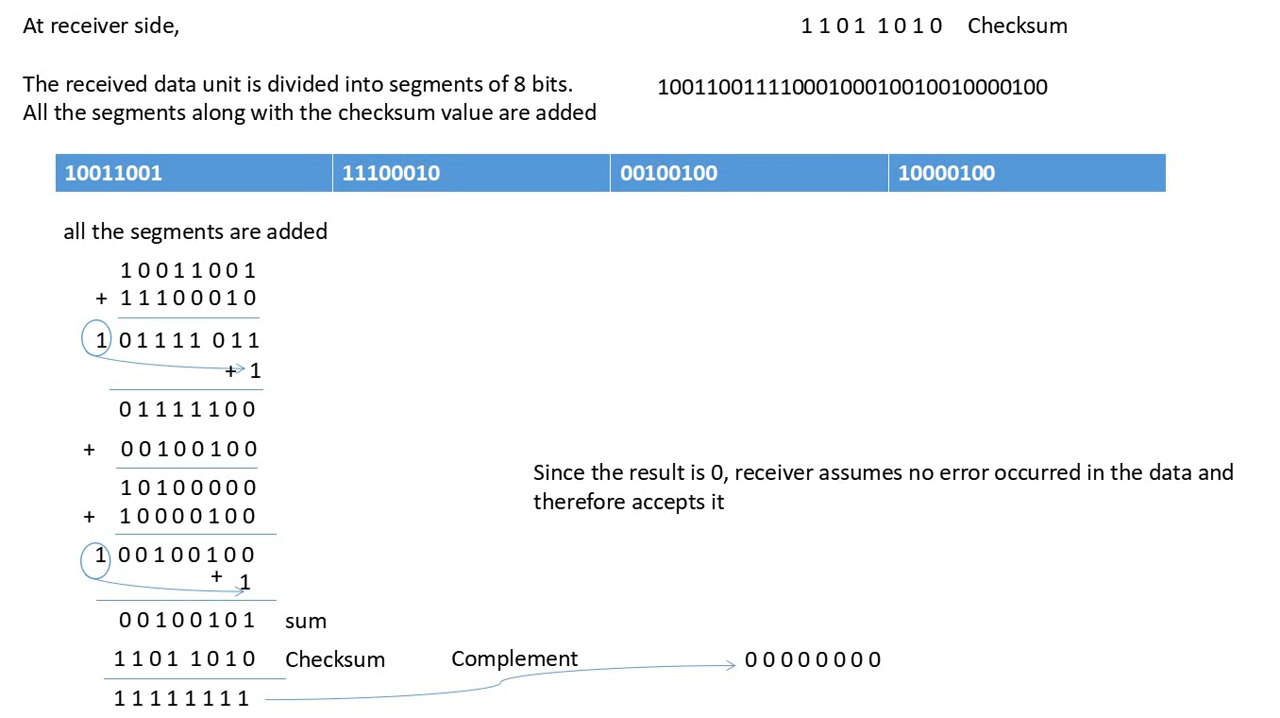 At receiver side,
1 1 0 1 1 0 1 0 Checksum
The received data unit is divided into segments of 8 bits.
10011001111000100010010010000100
All the segments along with the checksum value are added
10011001 11100010 00100100 10000100
all the segments are added
1 0 0 1 1 0 0 1
+ 1 1 1 0 0 0 1 0
1 0 1 1 1 1 0 1 1
+ 1
0 1 1 1 1 1 0 0
+ 0 0 1 0 0 1 0 0
1 0 1 0 0 0 0 0
+ 1 0 0 0 0 1 0 0
1 0 0 1 0 0 1 0 0
+ 1
0 0 1 0 0 1 0 1 sum
1 1 0 1 1 0 1 0 Checksum Complement 0 0 0 0 0 0 0 0
1 1 1 1 1 1 1 1
Since the result is 0, receiver assumes no error occurred in the data and
therefore accepts it